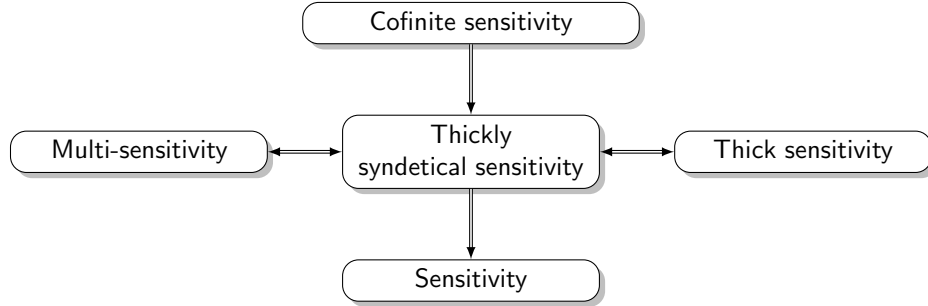 Cofinite sensitivity
Multi-sensitivity
Thickly
syndetical sensitivity
Thick sensitivity
Sensitivity